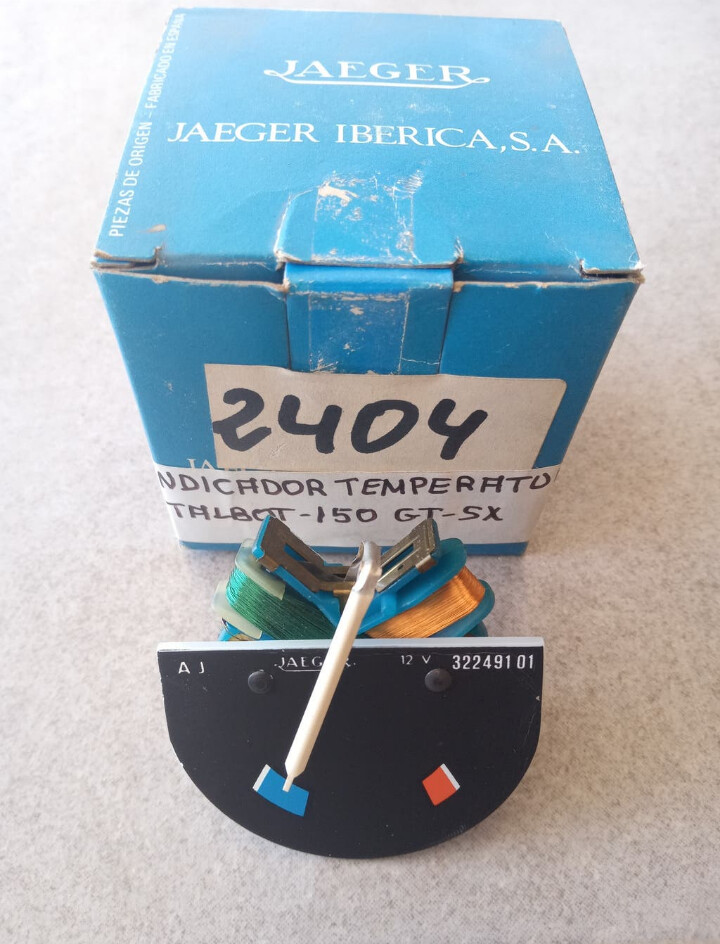 PIEZAS DE ORIGEN - FABRICADO EN ESPAÑA
JAEGER
JAEGER IBERICA, S.A.
2404
NDICADOR TEMPERATU
TALBOT-150 GT-SX
A J JAEGER 12 V 32249101